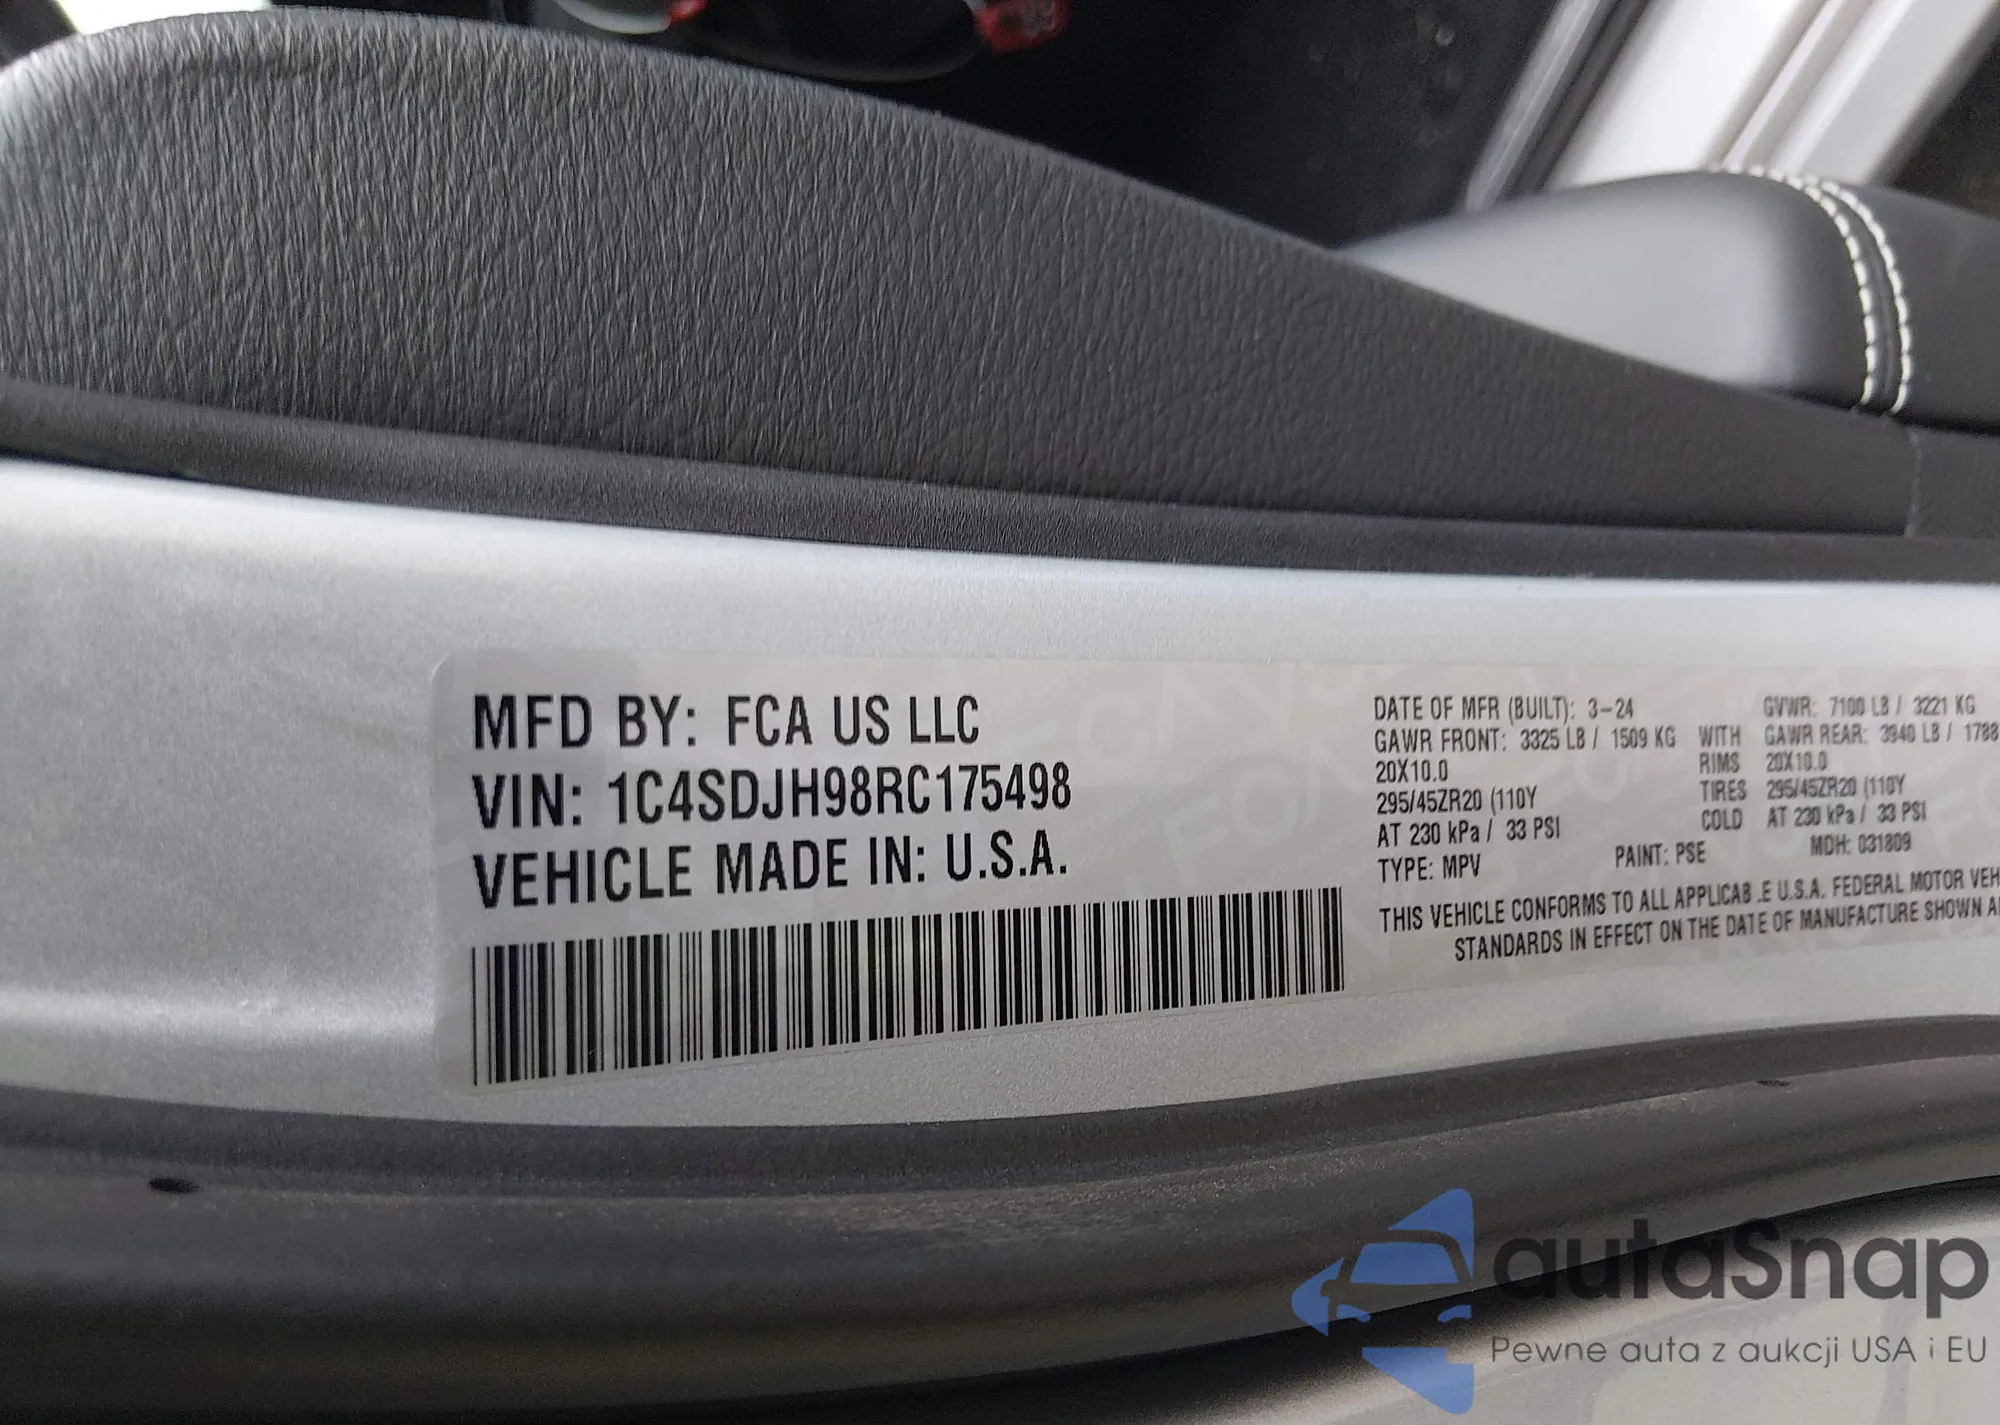 MFD BY: FCA US LLC
VIN: 1C4SDJH98RC175498
VEHICLE MADE IN: U.S.A.
DATE OF MFR (BUILT): 3-24 GVWR: 7100 LB / 3221 KG
GAWR FRONT: 3325 LB / 1509 KG WITH GAWR REAR: 3940 LB / 1788
20X10.0 RIMS 20X10.0
295/45ZR20 (110Y TIRES 295/45ZR20 (110Y
AT 230 kPa / 33 PSI COLD AT 230 kPa / 33 PSI
TYPE: MPV PAINT: PSE MDH: 031809
THIS VEHICLE CONFORMS TO ALL APPLICAB.E U.S.A. FEDERAL MOTOR VEH
STANDARDS IN EFFECT ON THE DATE OF MANUFACTURE SHOWN A
autaSnap
Pewne auta z aukcji USA i EU